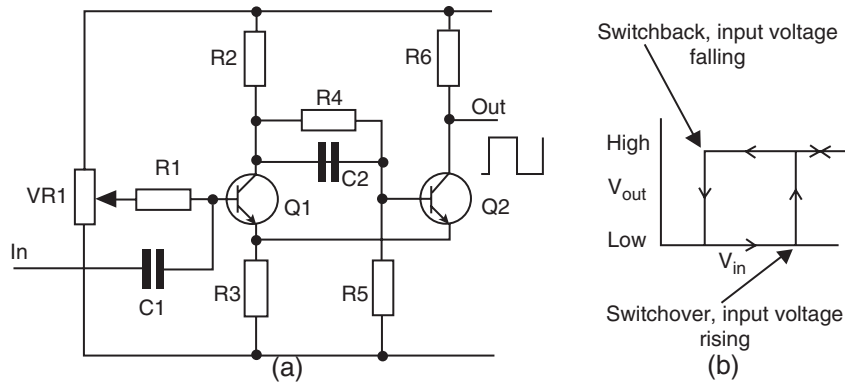 R2
R6
R4
Out
R1
C2
VR1
Q1
Q2
In
C1
R3
R5
(a)
Switchback, input voltage
falling
High
Vout
Low
Vin
Switchover, input voltage
rising
(b)